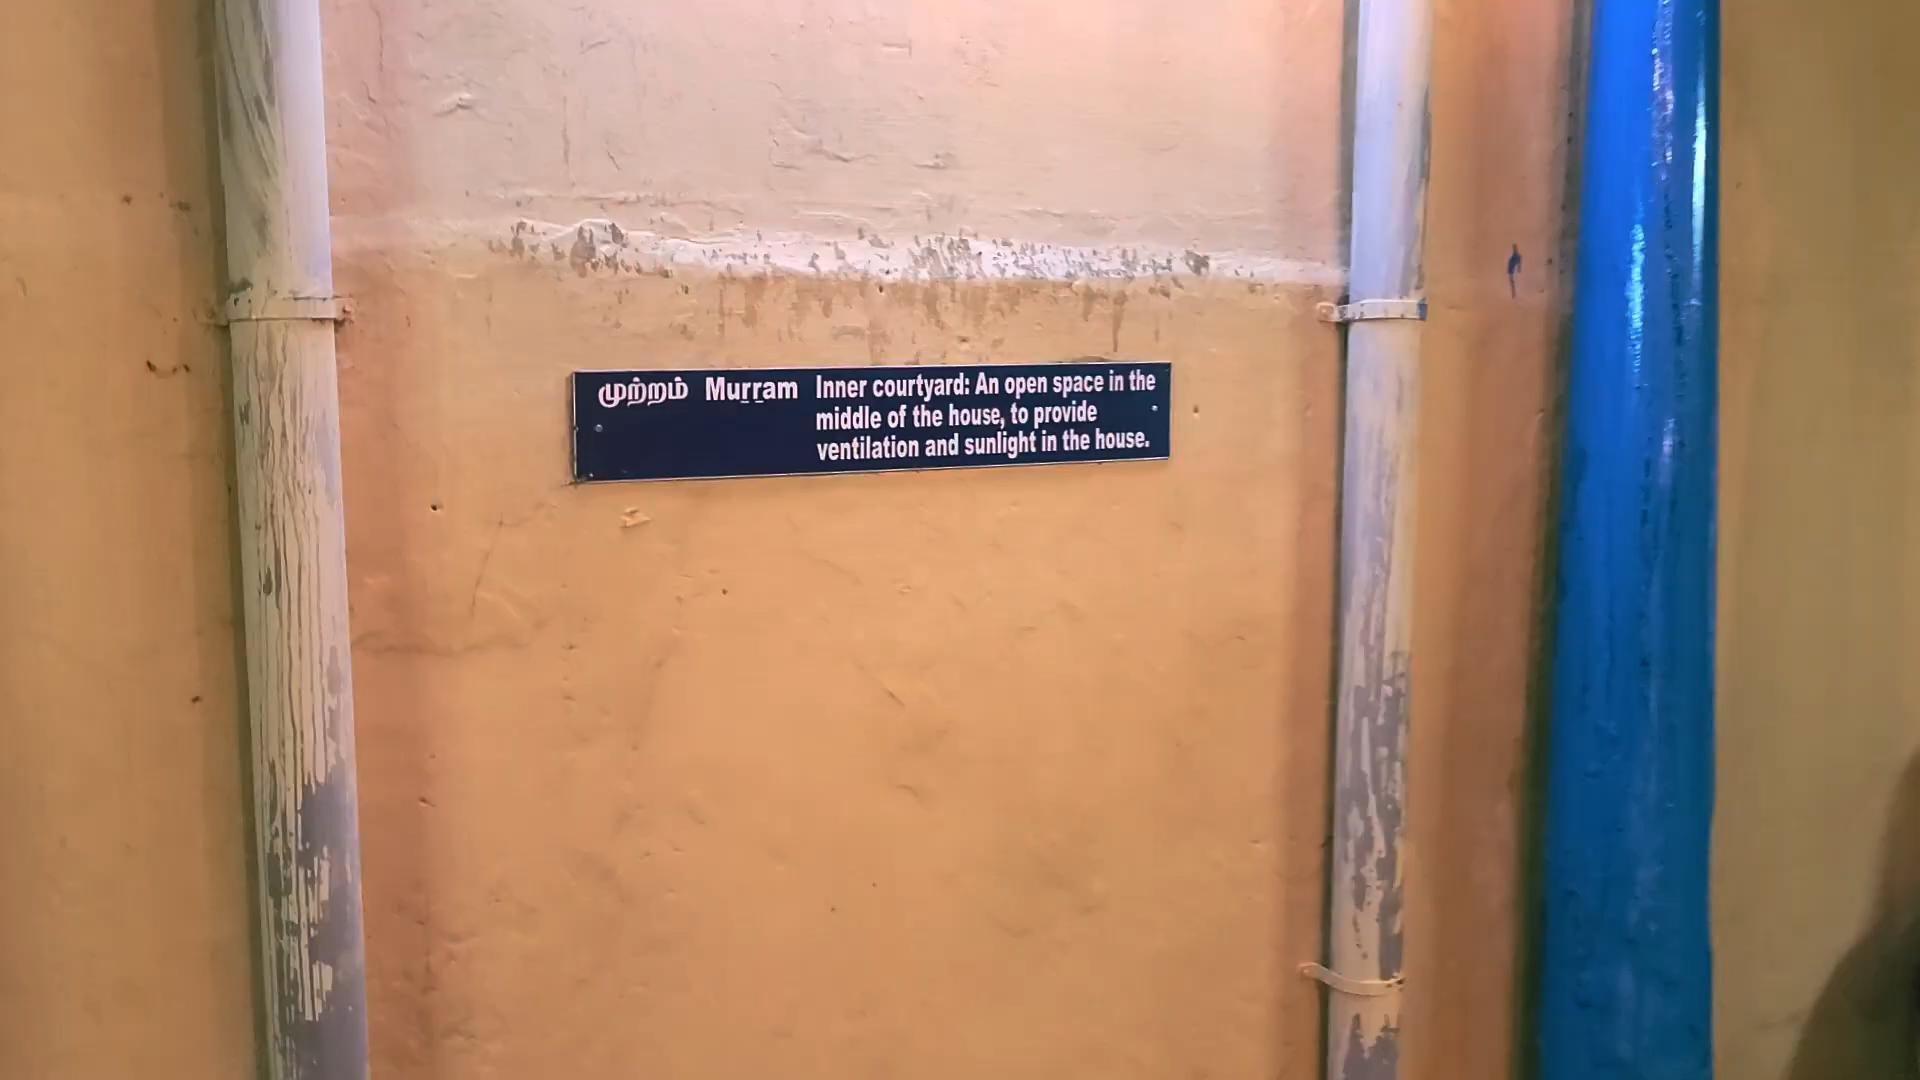 முற்றம் Muṟṟam Inner courtyard: An open space in the
middle of the house, to provide
ventilation and sunlight in the house.